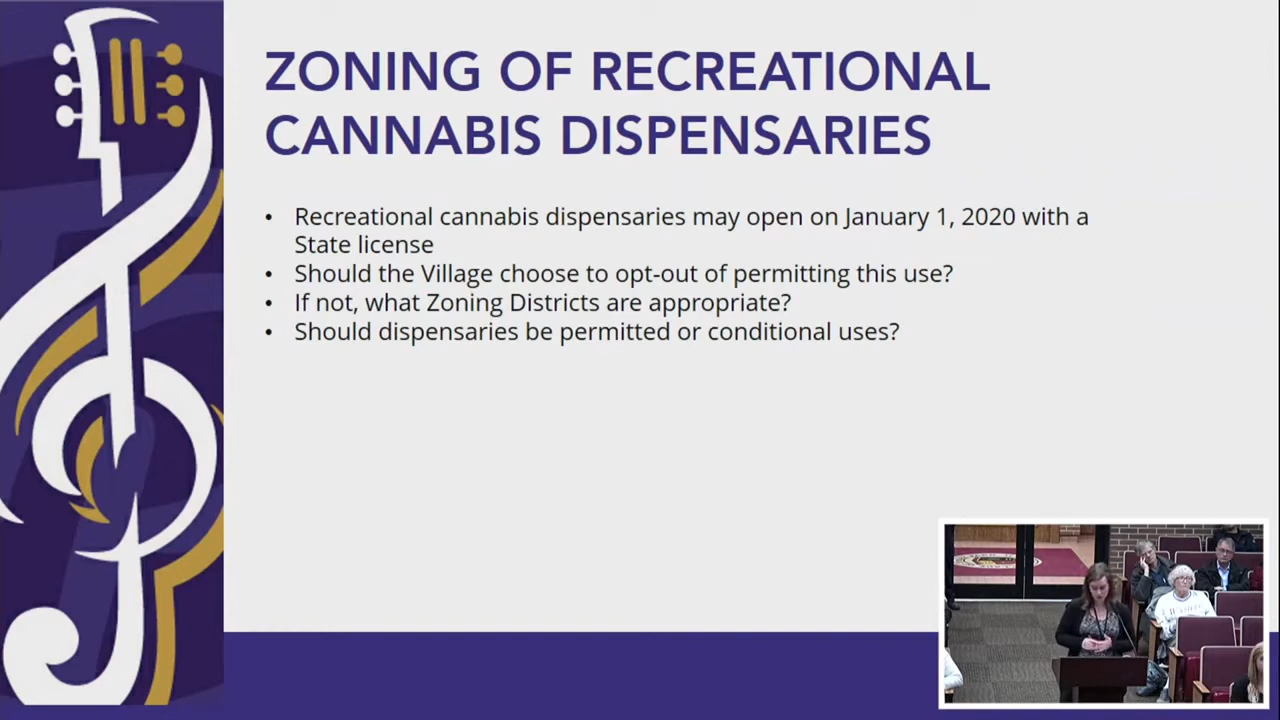 ZONING OF RECREATIONAL
CANNABIS DISPENSARIES
• Recreational cannabis dispensaries may open on January 1, 2020 with a
State license
• Should the Village choose to opt-out of permitting this use?
• If not, what Zoning Districts are appropriate?
• Should dispensaries be permitted or conditional uses?